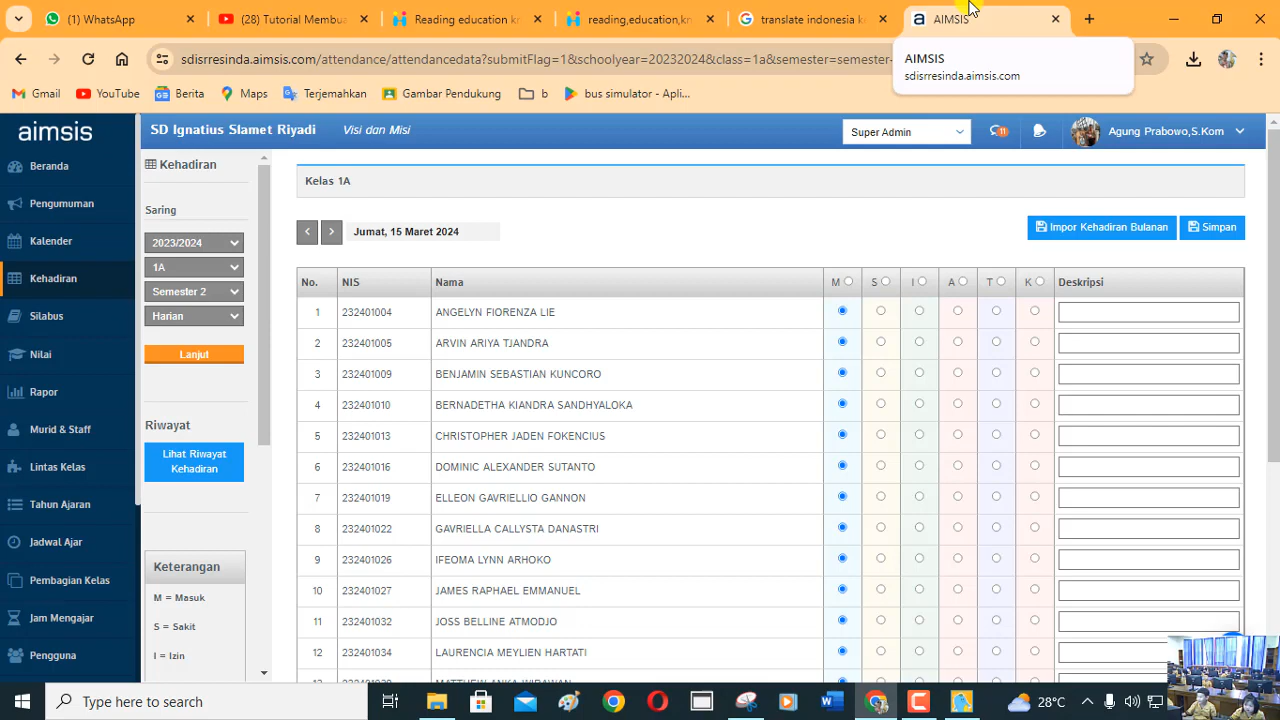 (1) WhatsApp
(28) Tutorial Membua
Reading education kn
reading,education,kn
translate indonesia k
AIMSIS
sdisrresinda.aimsis.com/attendance/attendancedata?submitFlag=1&schoolyear=20232024&class=1a&semester=semester-
AIMSIS
sdisrresinda.aimsis.com
Gmail
YouTube
Berita
Maps
Terjemahkan
Gambar Pendukung
b
bus simulator - Apli...
aimsis
SD Ignatius Slamet Riyadi
Visi dan Misi
Super Admin
11
Agung Prabowo,S.Kom
Beranda
Pengumuman
Kalender
Kehadiran
Silabus
Nilai
Rapor
Murid & Staff
Lintas Kelas
Tahun Ajaran
Jadwal Ajar
Pembagian Kelas
Jam Mengajar
Pengguna
Kehadiran
Saring
2023/2024
1A
Semester 2
Harian
Lanjut
Riwayat
Lihat Riwayat
Kehadiran
Keterangan
M = Masuk
S = Sakit
I = Izin
Kelas 1A
Jumat, 15 Maret 2024
Impor Kehadiran Bulanan
Simpan
No. NIS Nama M S I A T K Deskripsi
1 232401004 ANGELYN FIORENZA LIE
2 232401005 ARVIN ARIYA TJANDRA
3 232401009 BENJAMIN SEBASTIAN KUNCORO
4 232401010 BERNADETHA KIANDRA SANDHYALOKA
5 232401013 CHRISTOPHER JADEN FOKENCIUS
6 232401016 DOMINIC ALEXANDER SUTANTO
7 232401019 ELLEON GAVRIELLIO GANNON
8 232401022 GAVRIELLA CALLYSTA DANASTRI
9 232401026 IFEOMA LYNN ARHOKO
10 232401027 JAMES RAPHAEL EMMANUEL
11 232401032 JOSS BELLINE ATMODJO
12 232401034 LAURENCIA MEYLIEN HARTATI
Type here to search
28°C